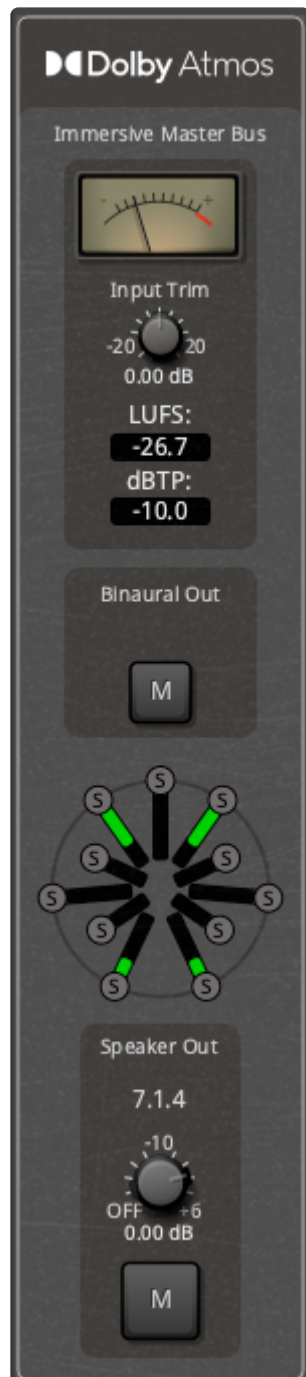 Dolby Atmos
Immersive Master Bus
- +
Input Trim
-20 20
0.00 dB
LUFS:
-26.7
dBTP:
-10.0
Binaural Out
M
S
S S
S S
S S
S S
S S
Speaker Out
7.1.4
-10
OFF +6
0.00 dB
M